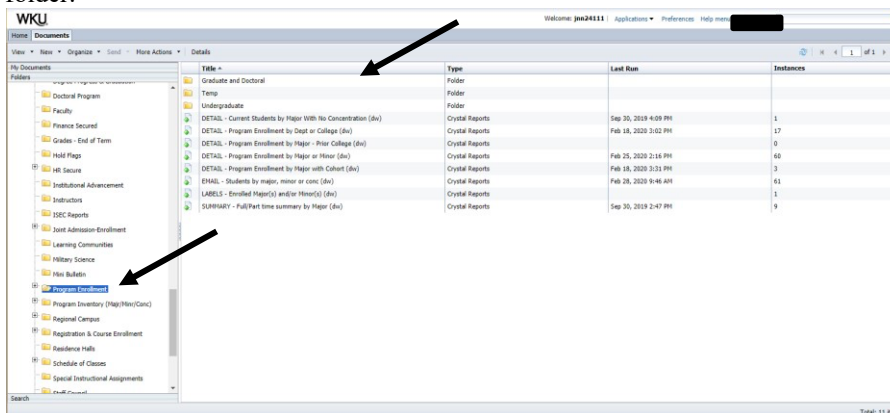 folder.
WKU
Welcome: jnn24111 Applications Preferences Help menu
Home Documents
View New Organize Send More Actions Details
1 of 1
My Documents
Folders
Doctoral Program
Faculty
Finance Secured
Grades - End of Term
Hold Flags
HR Secure
Institutional Advancement
Instructors
ISEC Reports
Joint Admission-Enrollment
Learning Communities
Military Science
Mini Bulletin
Program Enrollment
Program Inventory (Majr/Minr/Conc)
Regional Campus
Registration & Course Enrollment
Residence Halls
Schedule of Classes
Special Instructional Assignments
Staff Council
Search
Title Type Last Run Instances
Graduate and Doctoral Folder
Temp Folder
Undergraduate Folder
DETAIL - Current Students by Major With No Concentration (dw) Crystal Reports Sep 30, 2019 4:09 PM 1
DETAIL - Program Enrollment by Dept or College (dw) Crystal Reports Feb 18, 2020 3:02 PM 17
DETAIL - Program Enrollment by Major - Prior College (dw) Crystal Reports 0
DETAIL - Program Enrollment by Major or Minor (dw) Crystal Reports Feb 25, 2020 2:16 PM 60
DETAIL - Program Enrollment by Major with Cohort (dw) Crystal Reports Feb 18, 2020 3:31 PM 3
EMAIL - Students by major, minor or conc (dw) Crystal Reports Feb 28, 2020 9:46 AM 61
LABELS - Enrolled Major(s) and/or Minor(s) (dw) Crystal Reports 1
SUMMARY - Full/Part time summary by Major (dw) Crystal Reports Sep 30, 2019 2:47 PM 9
Total: 11